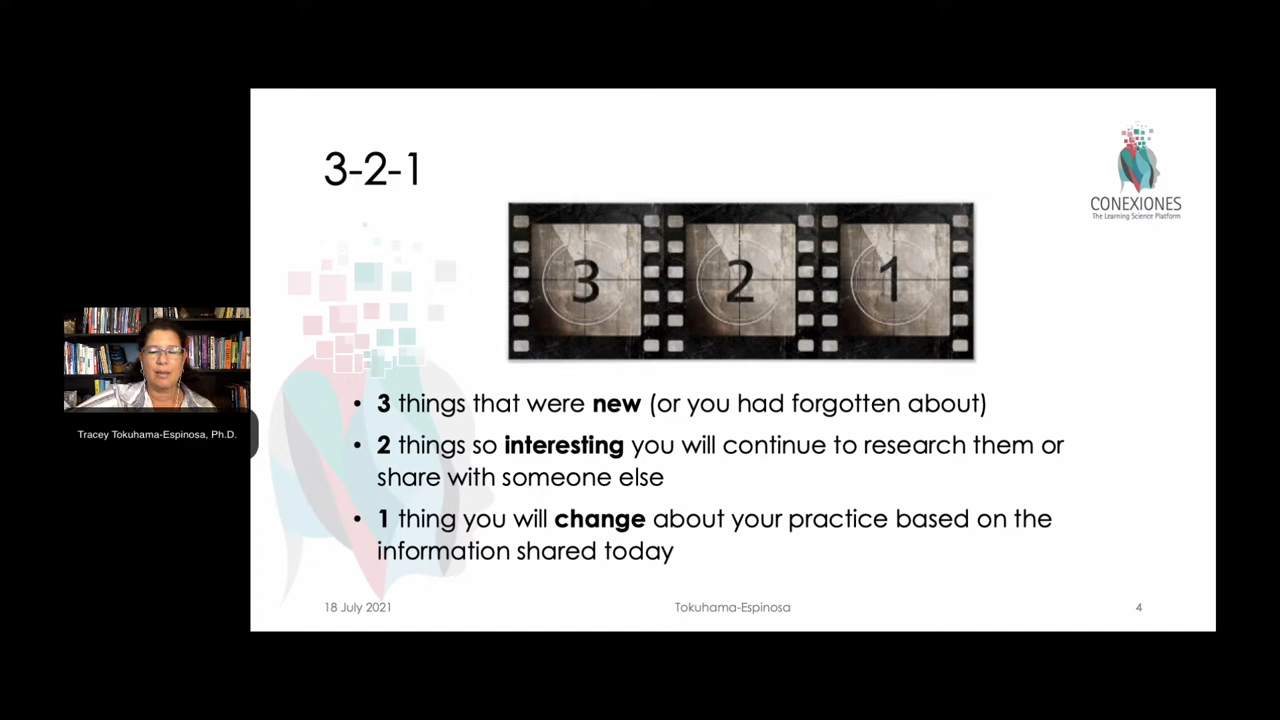 3-2-1
CONEXIONES
The Learning Science Platform
3 2 1
• 3 things that were new (or you had forgotten about)
• 2 things so interesting you will continue to research them or
share with someone else
• 1 thing you will change about your practice based on the
information shared today
Tracey Tokuhama-Espinosa, Ph.D.
18 July 2021 Tokuhama-Espinosa 4